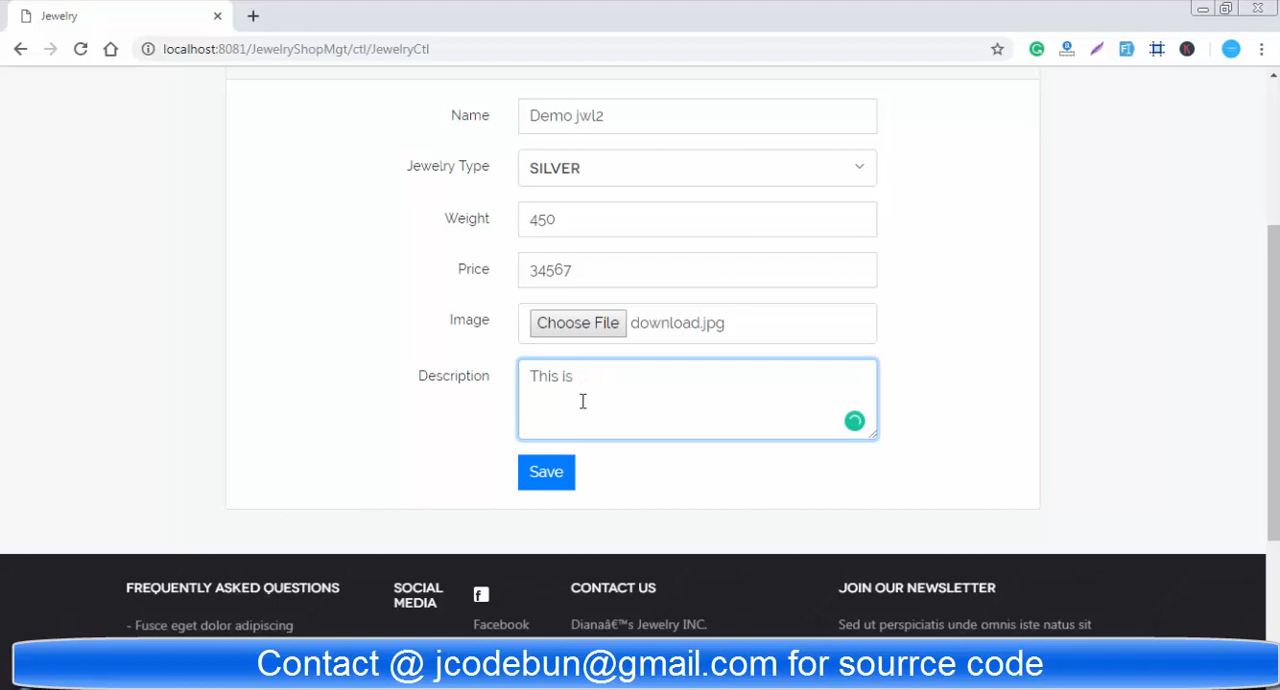 Jewelry
localhost:8081/JewelryShopMgt/ctl/JewelryCtl
Name
Demo jwl2
Jewelry Type
SILVER
Weight
450
Price
34567
Image
Choose File download.jpg
Description
This is
Save
FREQUENTLY ASKED QUESTIONS
- Fusce eget dolor adipiscing
SOCIAL
MEDIA
f
Facebook
CONTACT US
Dianaâ€™s Jewelry INC.
JOIN OUR NEWSLETTER
Sed ut perspiciatis unde omnis iste natus sit
Contact @ jcodebun@gmail.com for sourrce code